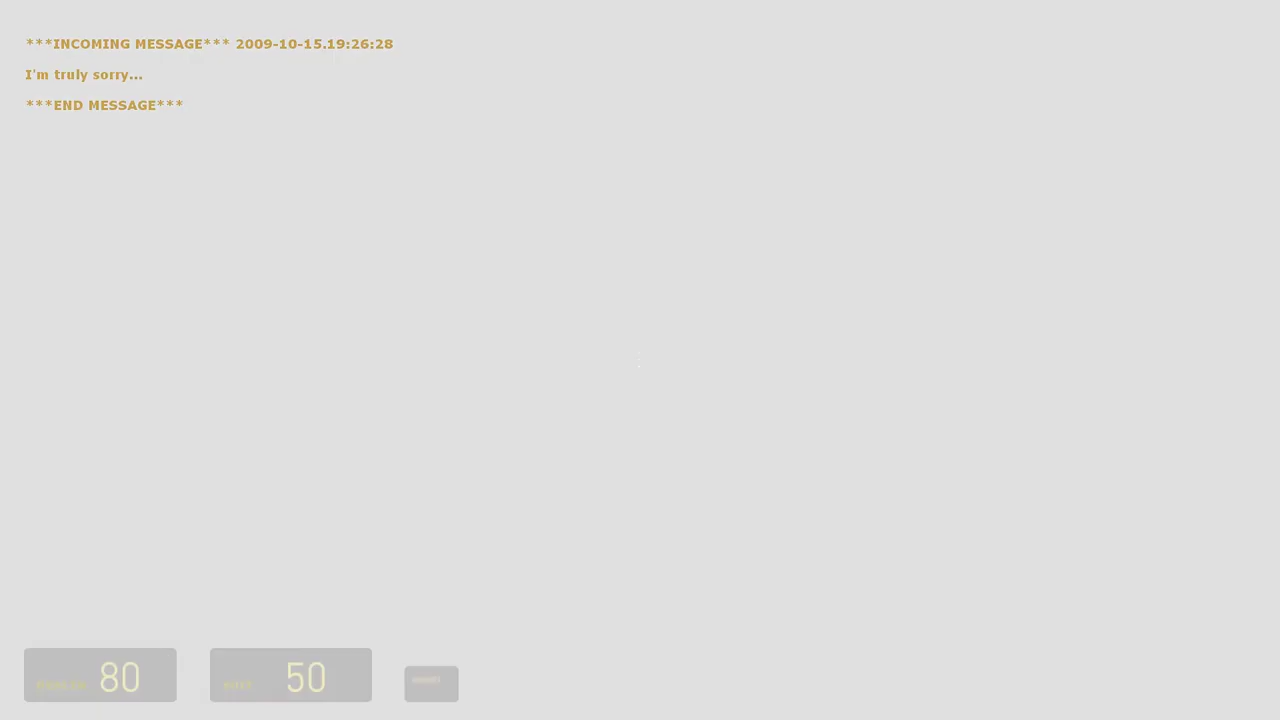 ***INCOMING MESSAGE*** 2009-10-15.19:26:28
I'm truly sorry...
***END MESSAGE***
80
50